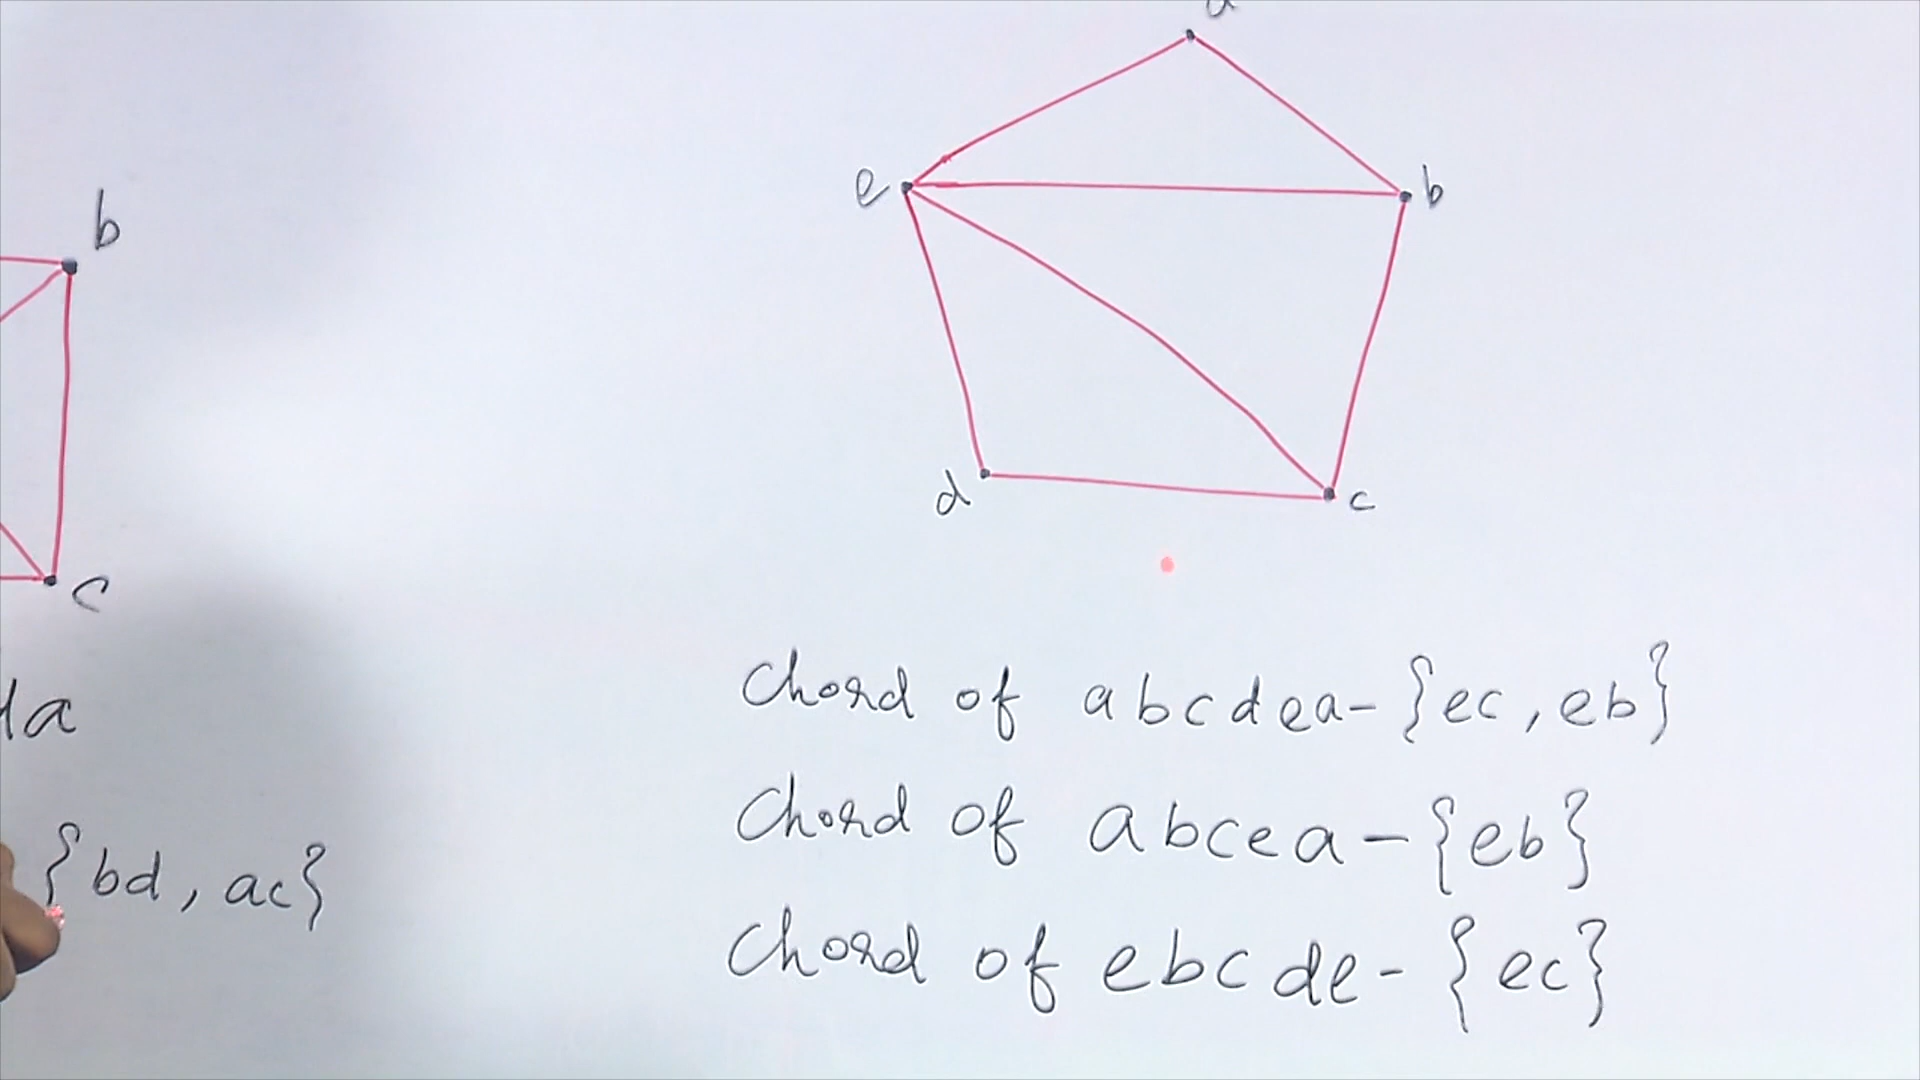 a
e
b
b
d
c
c
da
{bd, ac}
Chord of abcdea-{ec, eb}
Chord of abcea-{eb}
Chord of ebcde-{ec}